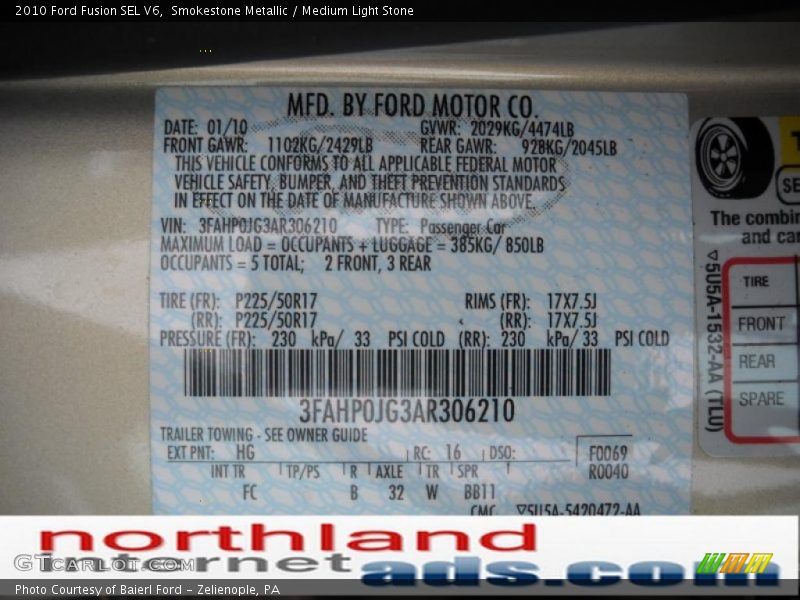 2010 Ford Fusion SEL V6,  Smokestone Metallic / Medium Light Stone
MFD. BY FORD MOTOR CO.
DATE: 01/10 GVWR: 2029KG/4474LB
FRONT GAWR: 1102KG/2429LB REAR GAWR: 928KG/2045LB
THIS VEHICLE CONFORMS TO ALL APPLICABLE FEDERAL MOTOR
VEHICLE SAFETY, BUMPER, AND THEFT PREVENTION STANDARDS
IN EFFECT ON THE DATE OF MANUFACTURE SHOWN ABOVE.
VIN: 3FAHP0JG3AR306210 TYPE: Passenger Car
MAXIMUM LOAD = OCCUPANTS + LUGGAGE = 385KG/ 850LB
OCCUPANTS = 5 TOTAL; 2 FRONT, 3 REAR
TIRE (FR): P225/50R17 RIMS (FR): 17X7.5J
(RR): P225/50R17 (RR): 17X7.5J
PRESSURE (FR): 230 kPa/ 33 PSI COLD (RR): 230 kPa/ 33 PSI COLD
3FAHP0JG3AR306210
TRAILER TOWING - SEE OWNER GUIDE
EXT PNT: HG RC: 16 DSO: F0069
R0040
INT TR TP/PS R AXLE TR SPR
FC B 32 W BB11
CMC ▽5U5A-5420472-AA
The combin
and car
▽5U5A-1532-AA (TLU)
TIRE
FRONT
REAR
SPARE
northland
internet
ads.com
GTCarLot.com
Photo Courtesy of Baierl Ford - Zelienople, PA